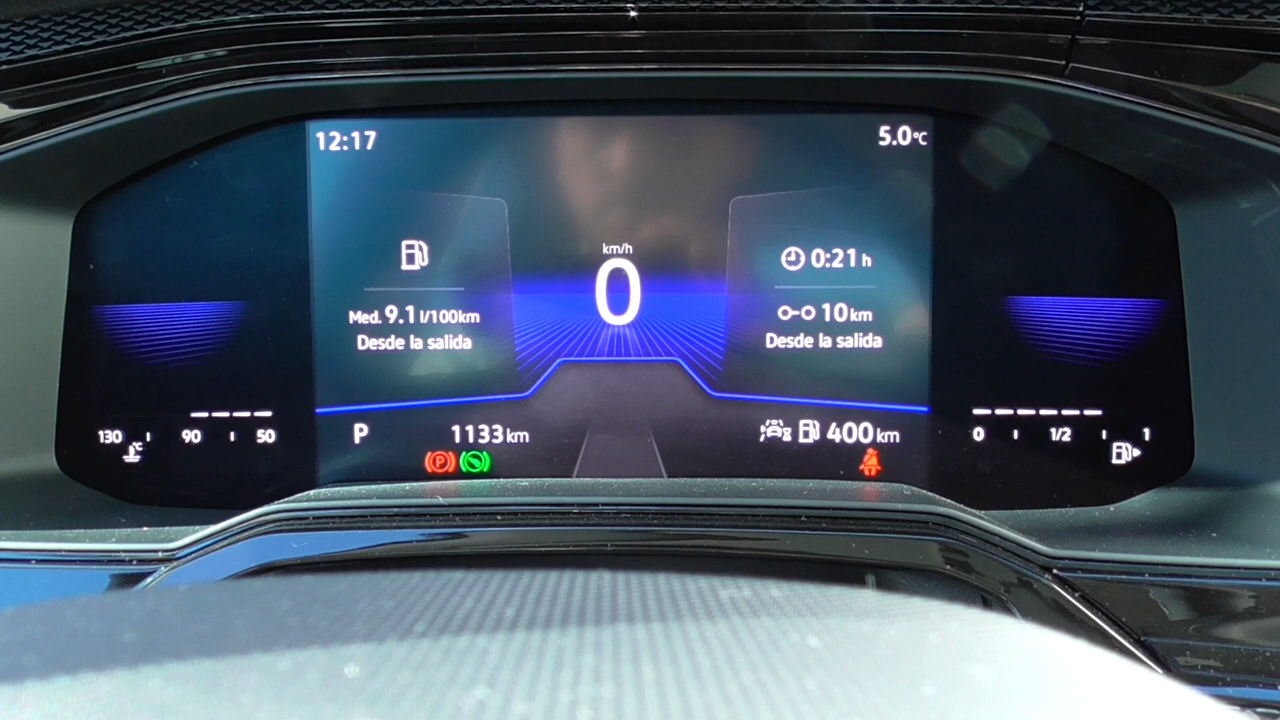 12:17
5.0°C
km/h
0
0:21 h
Med. 9.1 l/100km
Desde la salida
10 km
Desde la salida
130 90 50
°C
P
1133 km
400 km
0 1/2 1
P